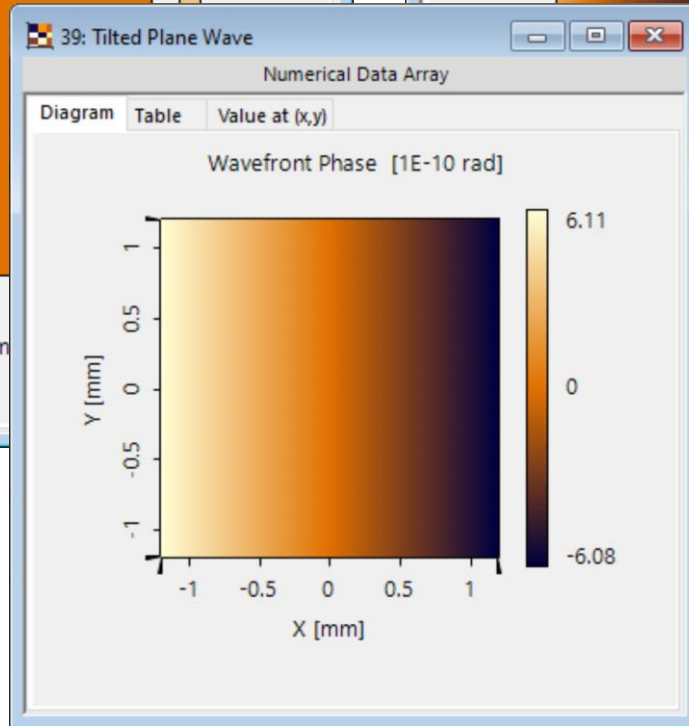 39: Tilted Plane Wave
Numerical Data Array
Diagram Table Value at (x,y)
Wavefront Phase [1E-10 rad]
6.11
0
-6.08
1
0.5
0
-0.5
-1
Y [mm]
-1 -0.5 0 0.5 1
X [mm]